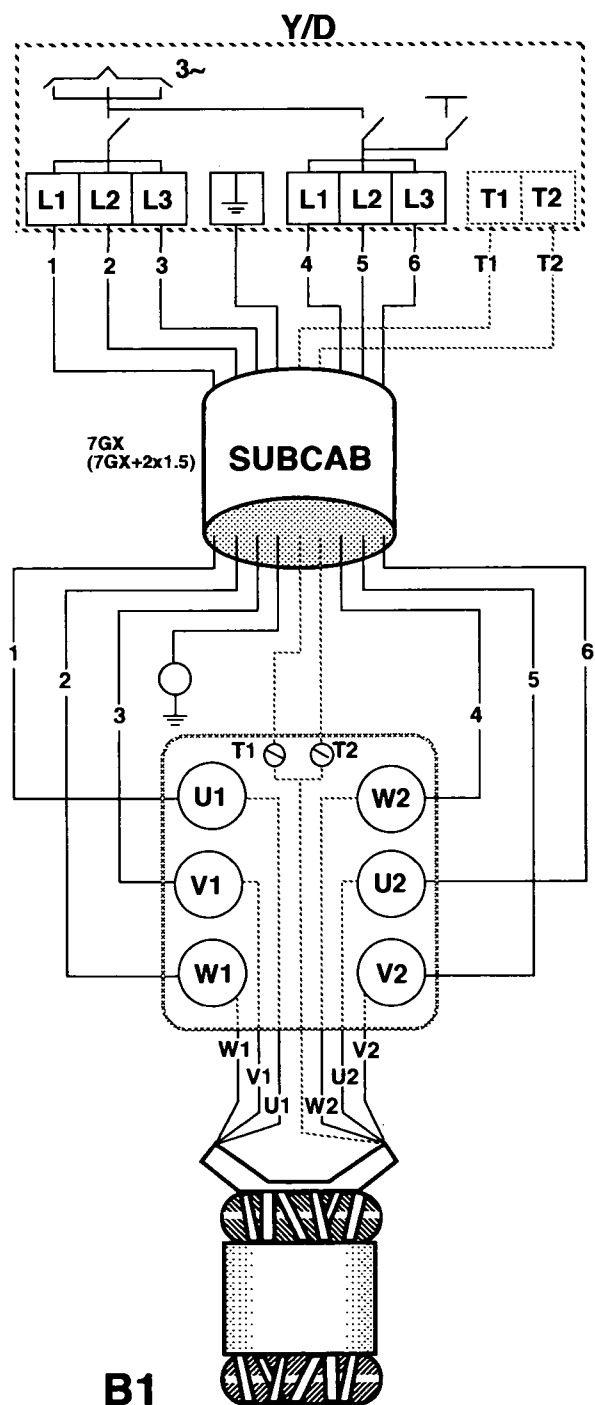 Y/D
3~
L1 L2 L3 L1 L2 L3 T1 T2
1 2 3 4 5 6 T1 T2
7GX
(7GX+2x1.5)
SUBCAB
1 2 3 4 5 6
T1 T2
U1 W2
V1 U2
W1 V2
W1 V2
V1 U2
U1 W2
B1